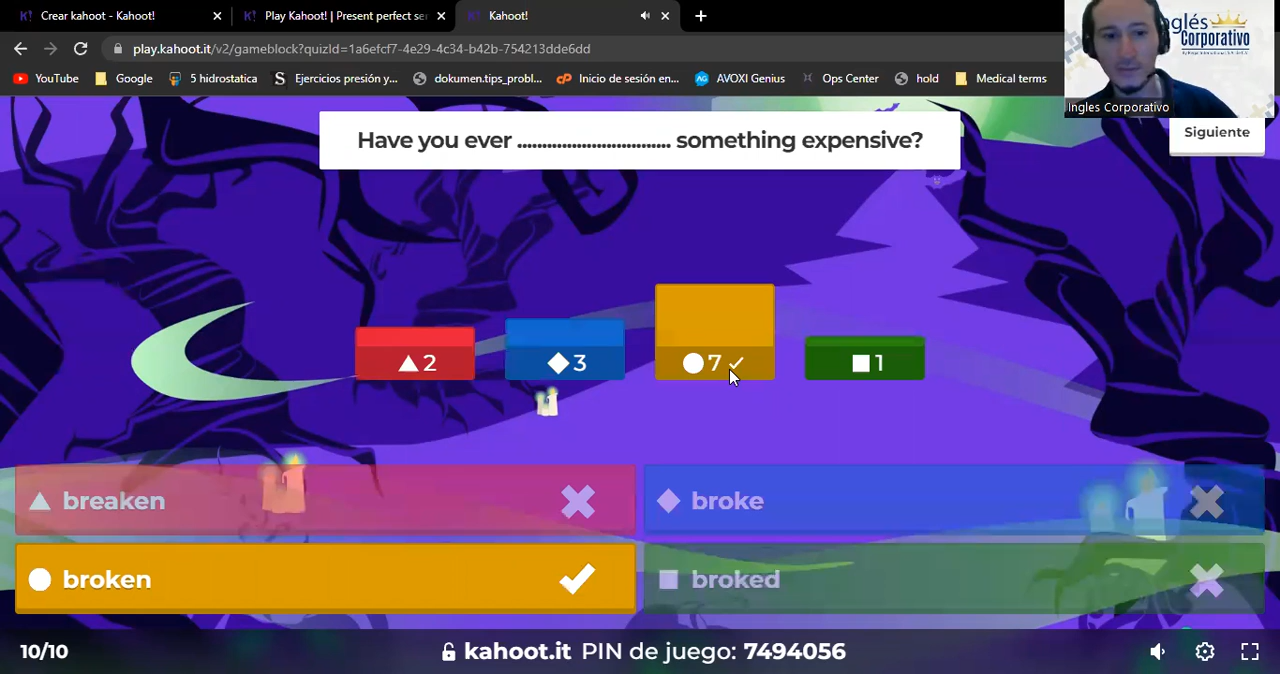 Crear kahoot - Kahoot!
Play Kahoot! | Present perfect ser
Kahoot!
play.kahoot.it/v2/gameblock?quizId=1a6efcf7-4e29-4c34-b42b-754213dde6dd
YouTube
Google
5 hidrostatica
Ejercicios presión y...
dokumen.tips_probl...
Inicio de sesión en...
AVOXI Genius
Ops Center
hold
Medical terms
nglés
Corporativo
Ingles Corporativo
Siguiente
Have you ever ............................... something expensive?
2
3
7
1
breaken
broke
broken
broked
10/10
kahoot.it PIN de juego: 7494056